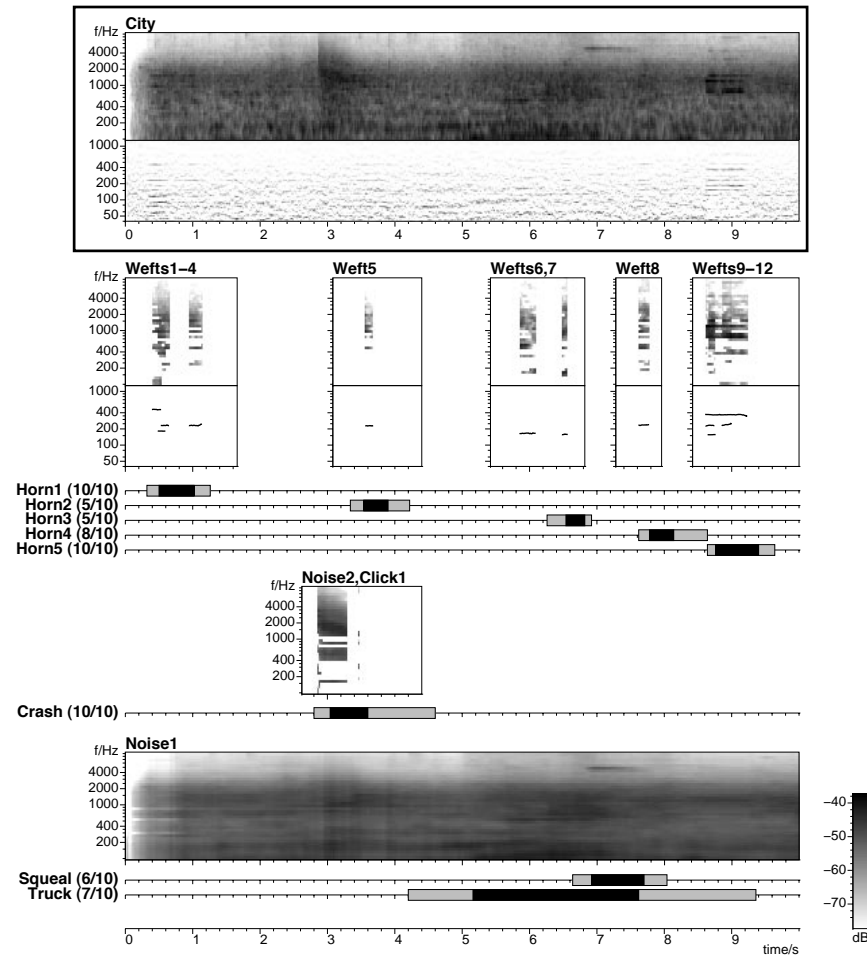 City
f/Hz
4000
2000
1000
400
200
1000
400
200
100
50
0 1 2 3 4 5 6 7 8 9
Wefts1−4 Weft5 Wefts6,7 Weft8 Wefts9−12
f/Hz
4000
2000
1000
400
200
1000
400
200
100
50
Horn1 (10/10)
Horn2 (5/10)
Horn3 (5/10)
Horn4 (8/10)
Horn5 (10/10)
Noise2,Click1
f/Hz
4000
2000
1000
400
200
Crash (10/10)
Noise1
f/Hz
4000
2000
1000
400
200
−40
−50
−60
−70
dB
Squeal (6/10)
Truck (7/10)
0 1 2 3 4 5 6 7 8 9
time/s